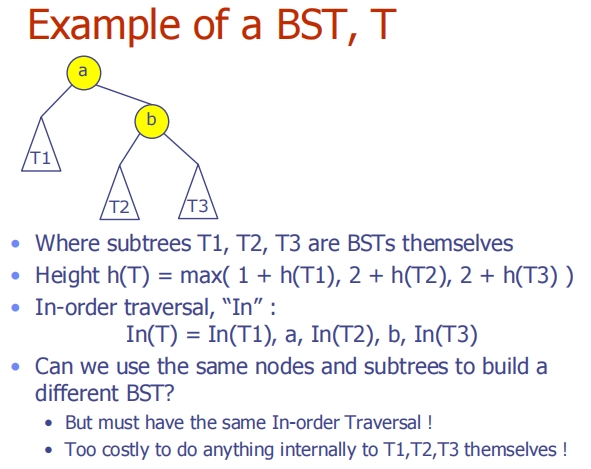 Example of a BST, T
a
b
T1
T2
T3
Where subtrees T1, T2, T3 are BSTs themselves
Height h(T) = max( 1 + h(T1), 2 + h(T2), 2 + h(T3) )
In-order traversal, “In” :
In(T) = In(T1), a, In(T2), b, In(T3)
Can we use the same nodes and subtrees to build a
different BST?
But must have the same In-order Traversal !
Too costly to do anything internally to T1,T2,T3 themselves !